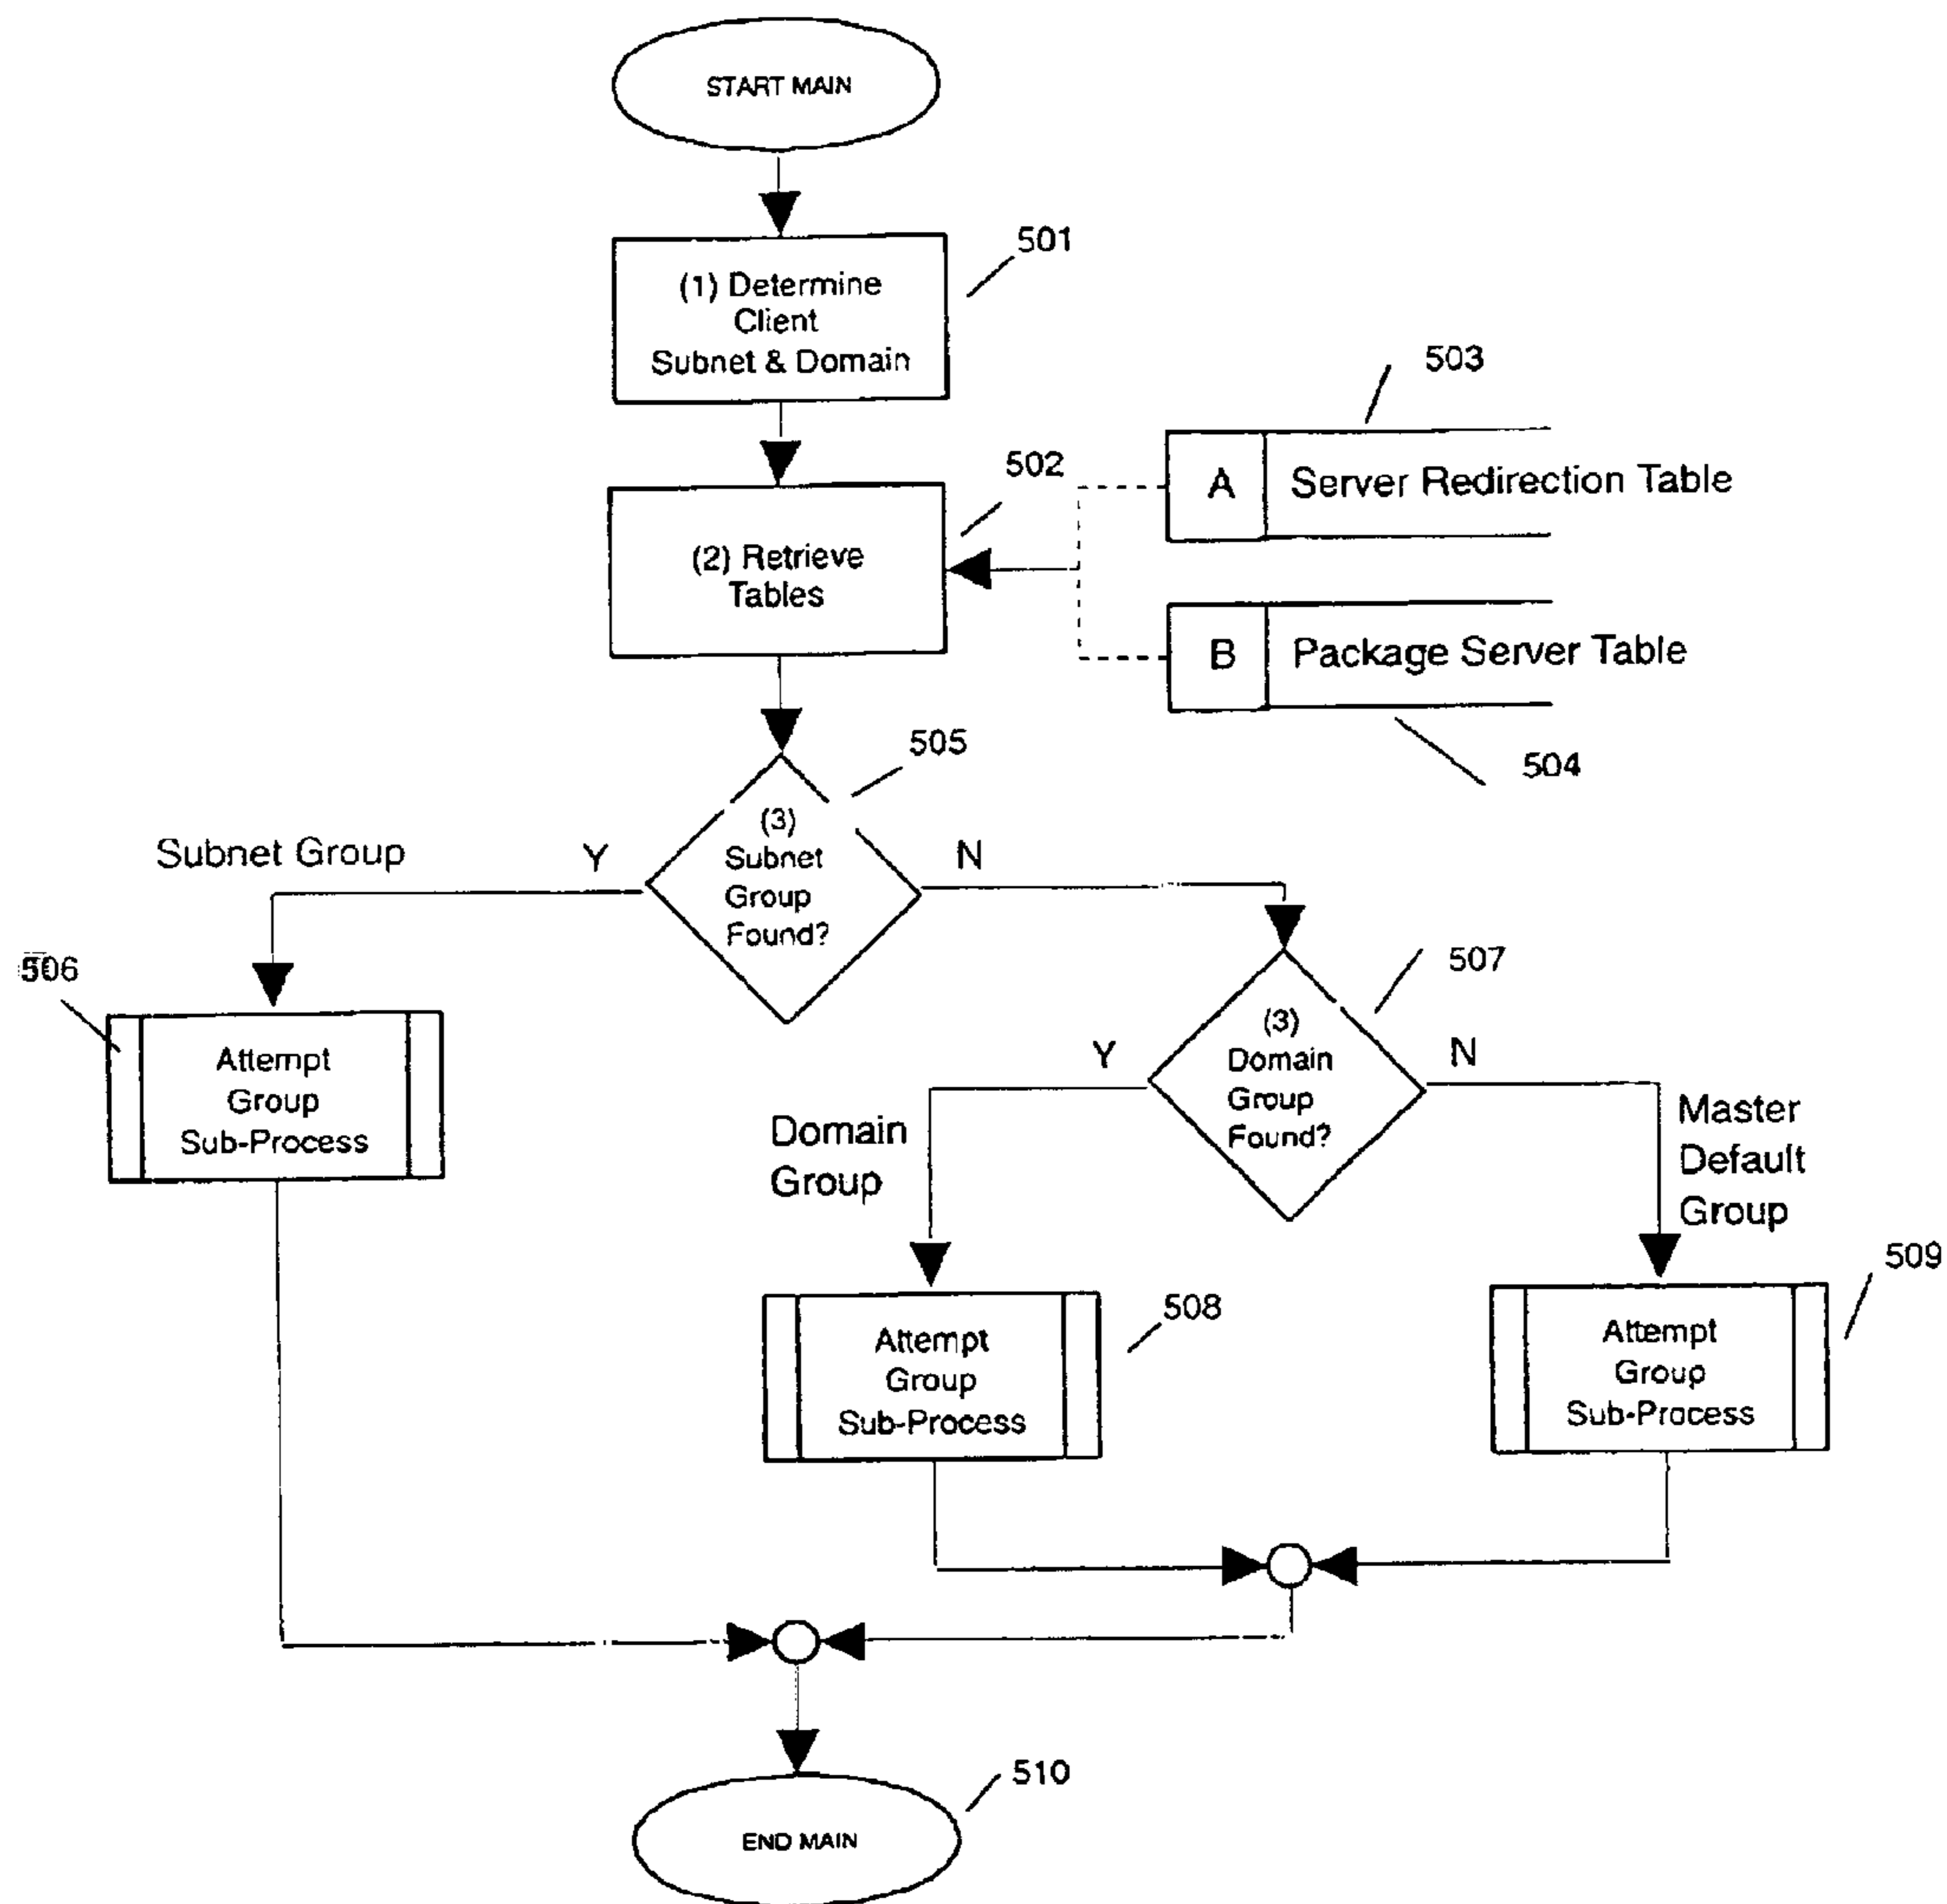 START MAIN
501
(1) Determine
Client
Subnet & Domain
503
502
A Server Redirection Table
(2) Retrieve
Tables
B Package Server Table
504
505
(3)
Subnet
Group
Found?
Subnet Group
Y
N
506
Attempt
Group
Sub-Process
507
(3)
Domain
Group
Found?
Y
N
Domain
Group
Master
Default
Group
508
Attempt
Group
Sub-Process
509
Attempt
Group
Sub-Process
510
END MAIN